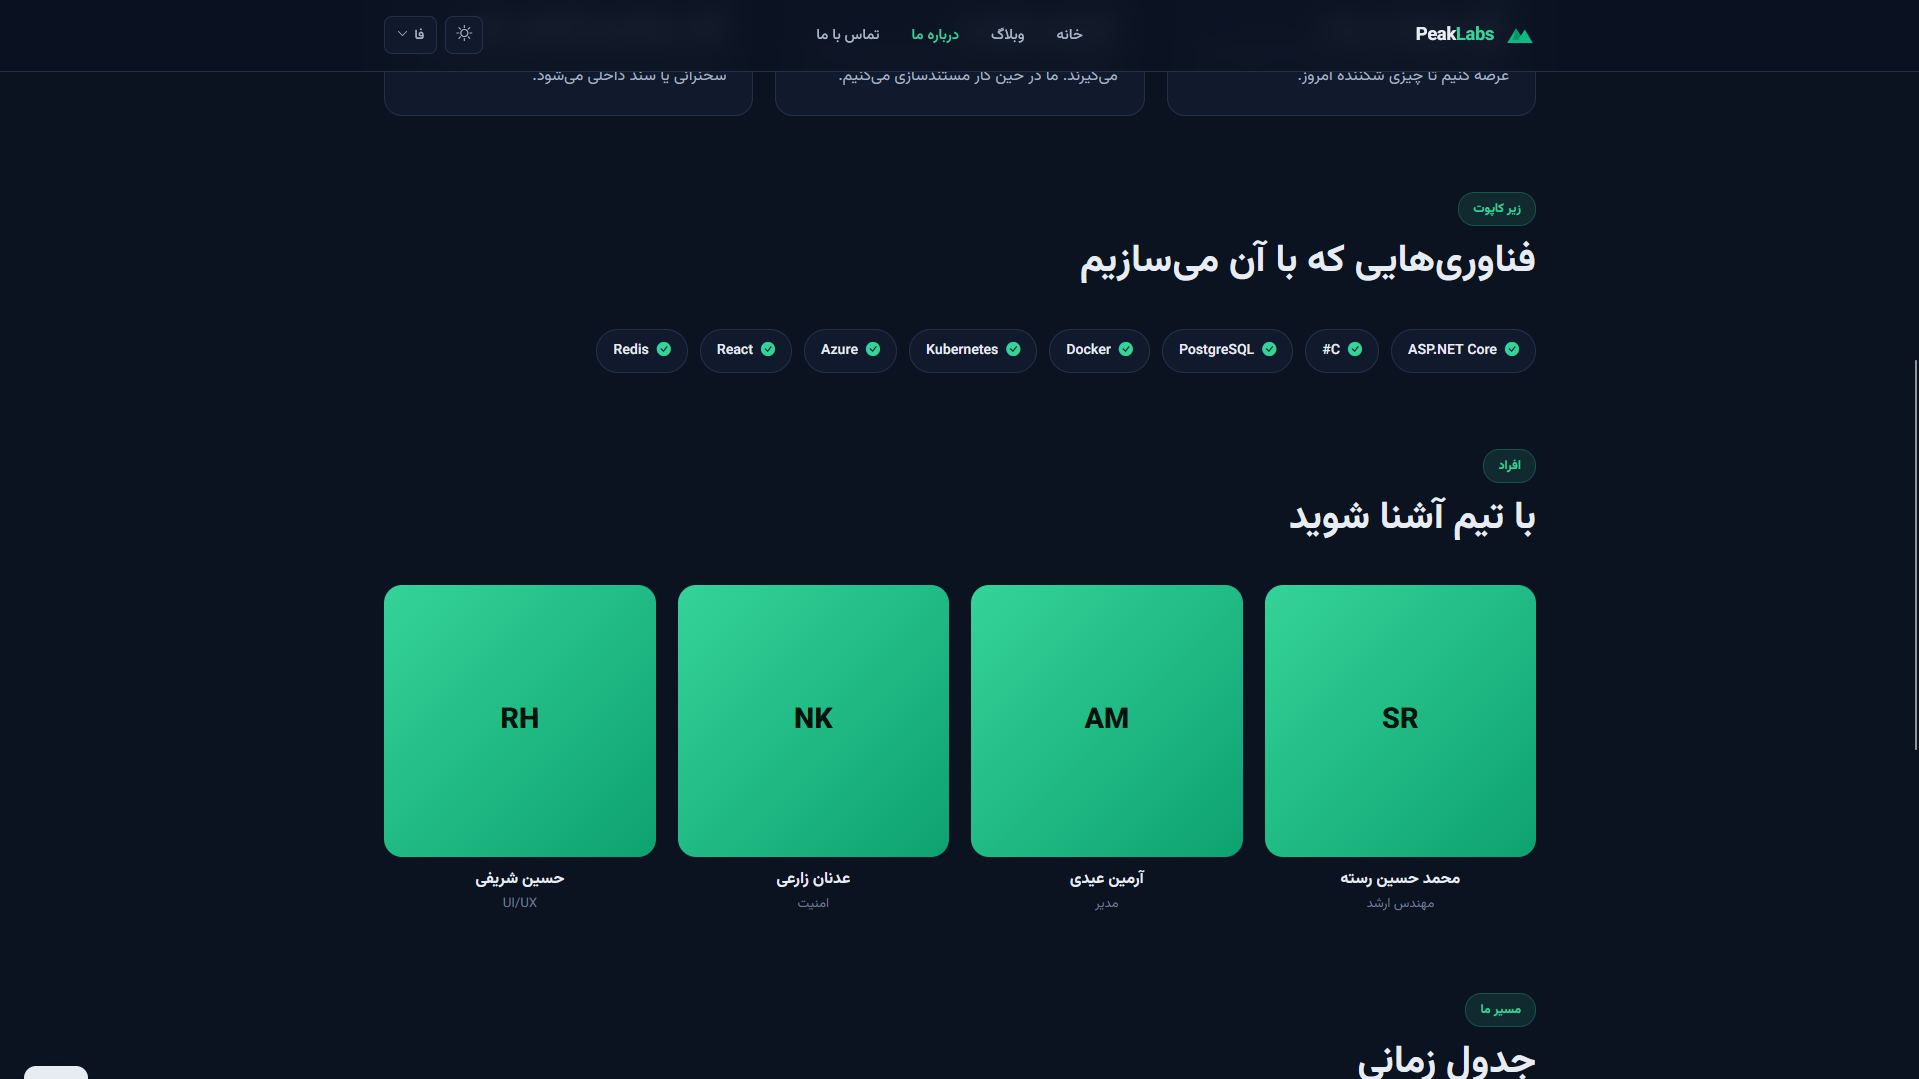 PeakLabs
خانه
وبلاگ
درباره ما
تماس با ما
فا
عرضه کنیم تا چیزی شکننده امروز.
می‌گیرند. ما در حین کار مستندسازی می‌کنیم.
سخنرانی یا سند داخلی می‌شود.
زیر کاپوت
فناوری‌هایی که با آن می‌سازیم
ASP.NET Core
#C
PostgreSQL
Docker
Kubernetes
Azure
React
Redis
افراد
با تیم آشنا شوید
SR
AM
NK
RH
محمد حسین رسته
آرمین عیدی
عدنان زارعی
حسین شریفی
مهندس ارشد
مدیر
امنیت
UI/UX
مسیر ما
جدول زمانی